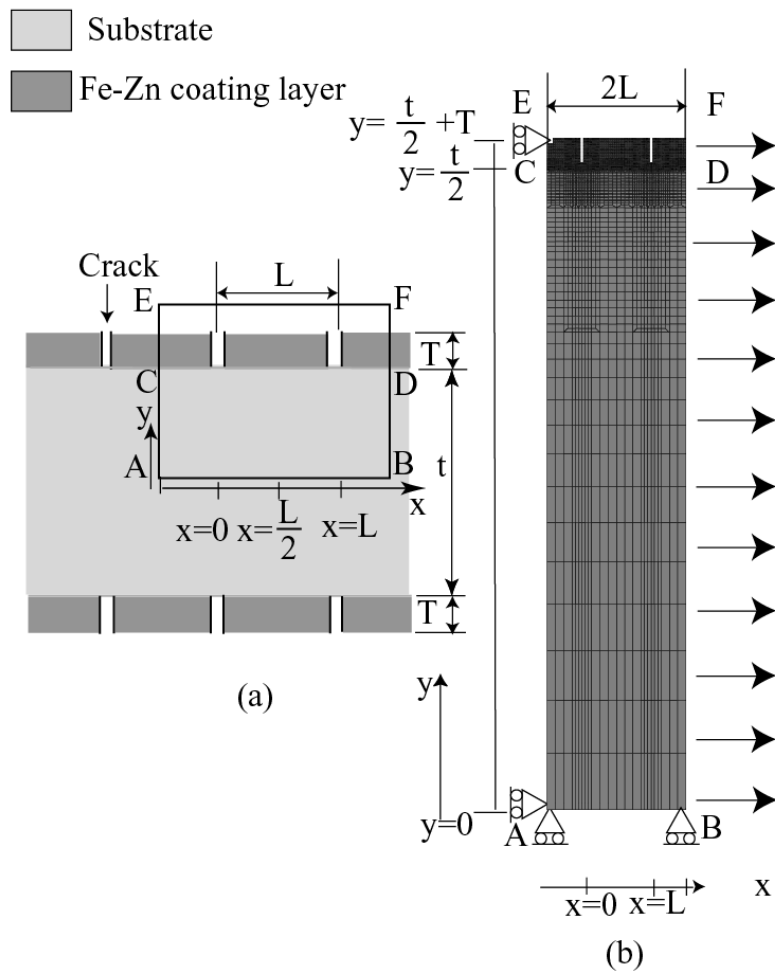 Substrate
Fe-Zn coating layer
Crack
E
L
F
T
C
D
y
t
A
B
x
x=0 x=L/2 x=L
T
(a)
E
2L
F
y= t/2 +T
y= t/2
C
D
y
y=0
A
B
x=0
x=L
x
(b)